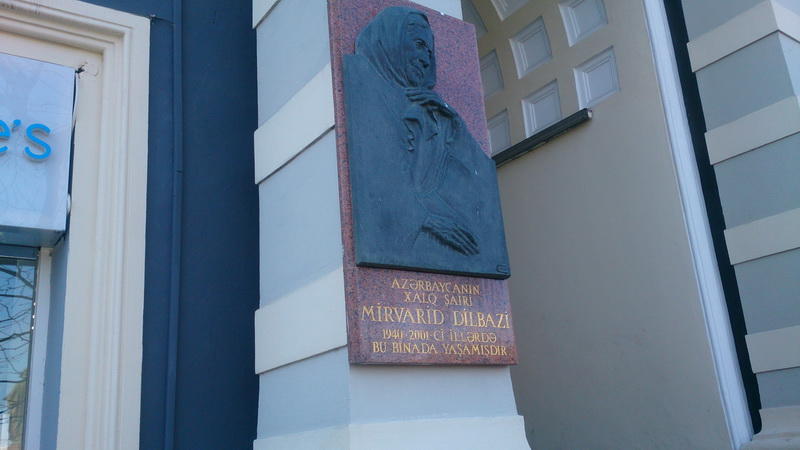 e's
AZƏRBAYCANIN
XALQ ŞAİRİ
MİRVARİD DİLBAZİ
1940-2001-Cİ İLLƏRDƏ
BU BİNADA YAŞAMIŞDIR